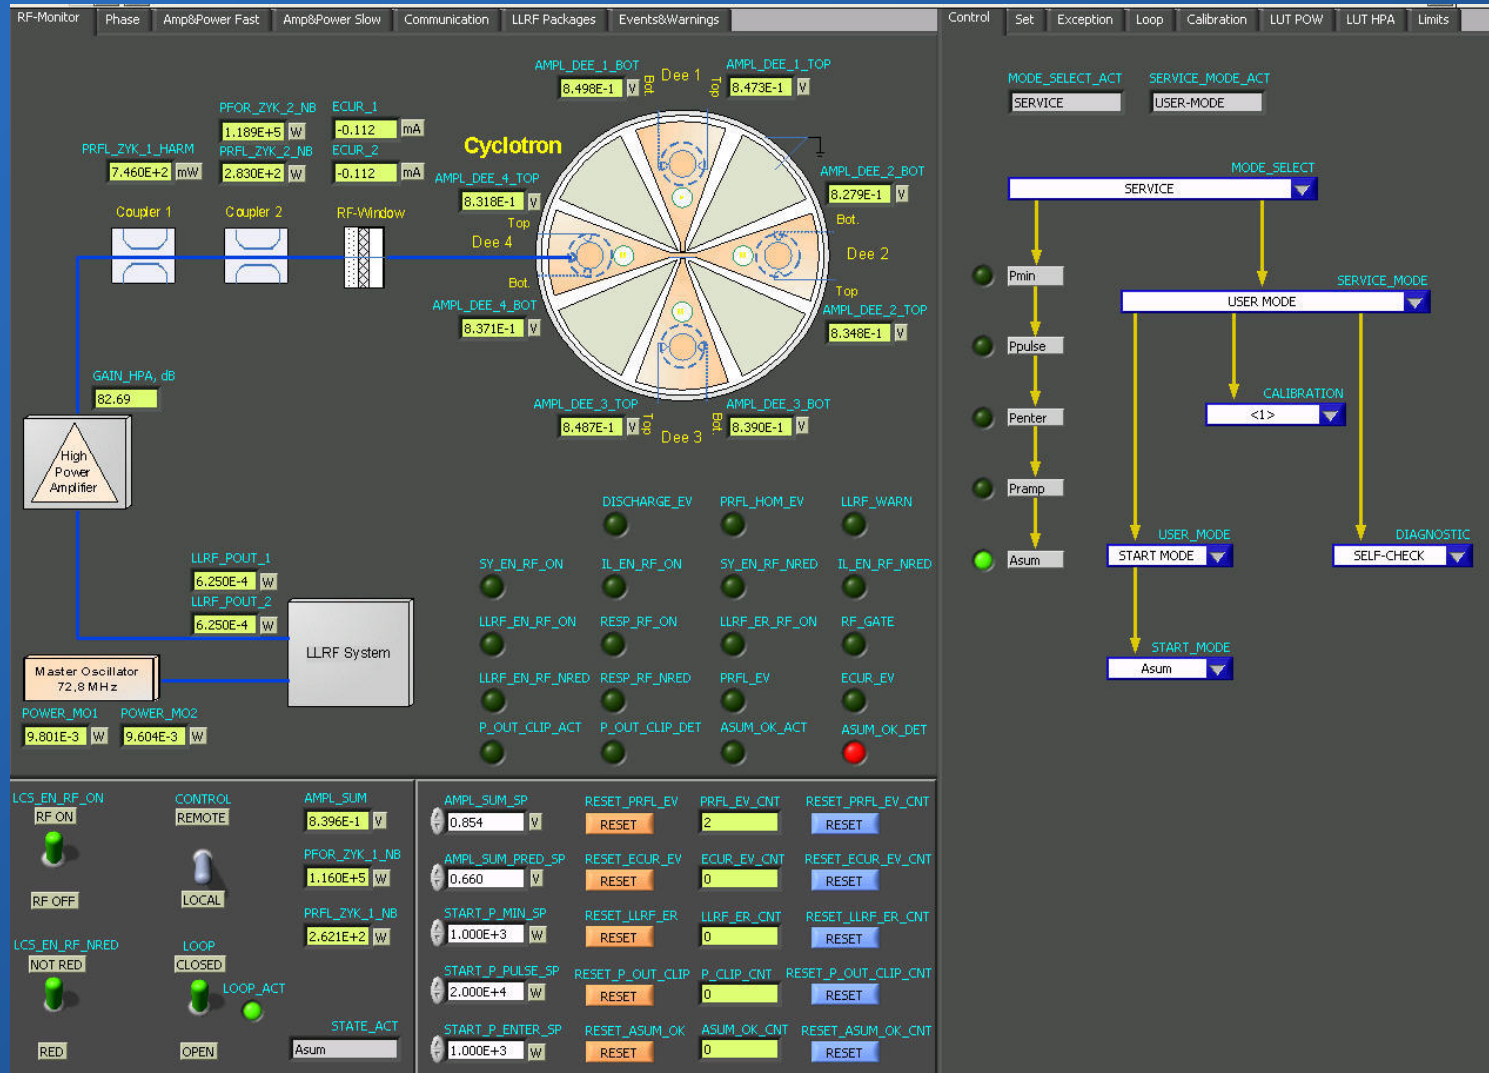 RF-Monitor Phase Amp&Power Fast Amp&Power Slow Communication LLRF Packages Events&Warnings
AMPL_DEE_1_BOT
8.498E-1 V
Bot.
Dee 1
Top
AMPL_DEE_1_TOP
8.473E-1 V
PFOR_ZYK_2_NB ECUR_1
1.189E+5 W -0.112 mA
PRFL_ZYK_1_HARM PRFL_ZYK_2_NB ECUR_2
7.460E+2 mW 2.830E+2 W -0.112 mA
Cyclotron
AMPL_DEE_4_TOP
8.318E-1 V
Top
Dee 4
Bot.
AMPL_DEE_4_BOT
8.371E-1 V
AMPL_DEE_2_BOT
8.279E-1 V
Bot.
Dee 2
Top
AMPL_DEE_2_TOP
8.348E-1 V
Coupler 1 Coupler 2 RF-Window
AMPL_DEE_3_TOP
8.487E-1 V
Top
Dee 3
Bot.
AMPL_DEE_3_BOT
8.390E-1 V
GAIN_HPA, dB
82.69
High
Power
Amplifier
LLRF_POUT_1
6.250E-4 W
LLRF_POUT_2
6.250E-4 W
LLRF System
Master Oscillator
72,8 MHz
POWER_MO1 POWER_MO2
9.801E-3 W 9.604E-3 W
DISCHARGE_EV PRFL_HOM_EV LLRF_WARN
SY_EN_RF_ON IL_EN_RF_ON SY_EN_RF_NRED IL_EN_RF_NRED
LLRF_EN_RF_ON RESP_RF_ON LLRF_ER_RF_ON RF_GATE
LLRF_EN_RF_NRED RESP_RF_NRED PRFL_EV ECUR_EV
P_OUT_CLIP_ACT P_OUT_CLIP_DET ASUM_OK_ACT ASUM_OK_DET
LCS_EN_RF_ON
RF ON
RF OFF
CONTROL
REMOTE
LOCAL
AMPL_SUM
8.396E-1 V
PFOR_ZYK_1_NB
1.160E+5 W
PRFL_ZYK_1_NB
2.621E+2 W
LCS_EN_RF_NRED
NOT RED
RED
LOOP
CLOSED
LOOP_ACT
OPEN
STATE_ACT
Asum
AMPL_SUM_SP RESET_PRFL_EV PRFL_EV_CNT RESET_PRFL_EV_CNT
0.854 V RESET 2 RESET
AMPL_SUM_PRED_SP RESET_ECUR_EV ECUR_EV_CNT RESET_ECUR_EV_CNT
0.660 V RESET 0 RESET
START_P_MIN_SP RESET_LLRF_ER LLRF_ER_CNT RESET_LLRF_ER_CNT
1.000E+3 W RESET 0 RESET
START_P_PULSE_SP RESET_P_OUT_CLIP P_CLIP_CNT RESET_P_OUT_CLIP_CNT
2.000E+4 W RESET 0 RESET
START_P_ENTER_SP RESET_ASUM_OK ASUM_OK_CNT RESET_ASUM_OK_CNT
1.000E+3 W RESET 0 RESET
Control Set Exception Loop Calibration LUT POW LUT HPA Limits
MODE_SELECT_ACT SERVICE_MODE_ACT
SERVICE USER-MODE
MODE_SELECT
SERVICE
Pmin
SERVICE_MODE
USER MODE
Ppulse
CALIBRATION
<1>
Penter
Pramp
USER_MODE DIAGNOSTIC
Asum START MODE SELF-CHECK
START_MODE
Asum